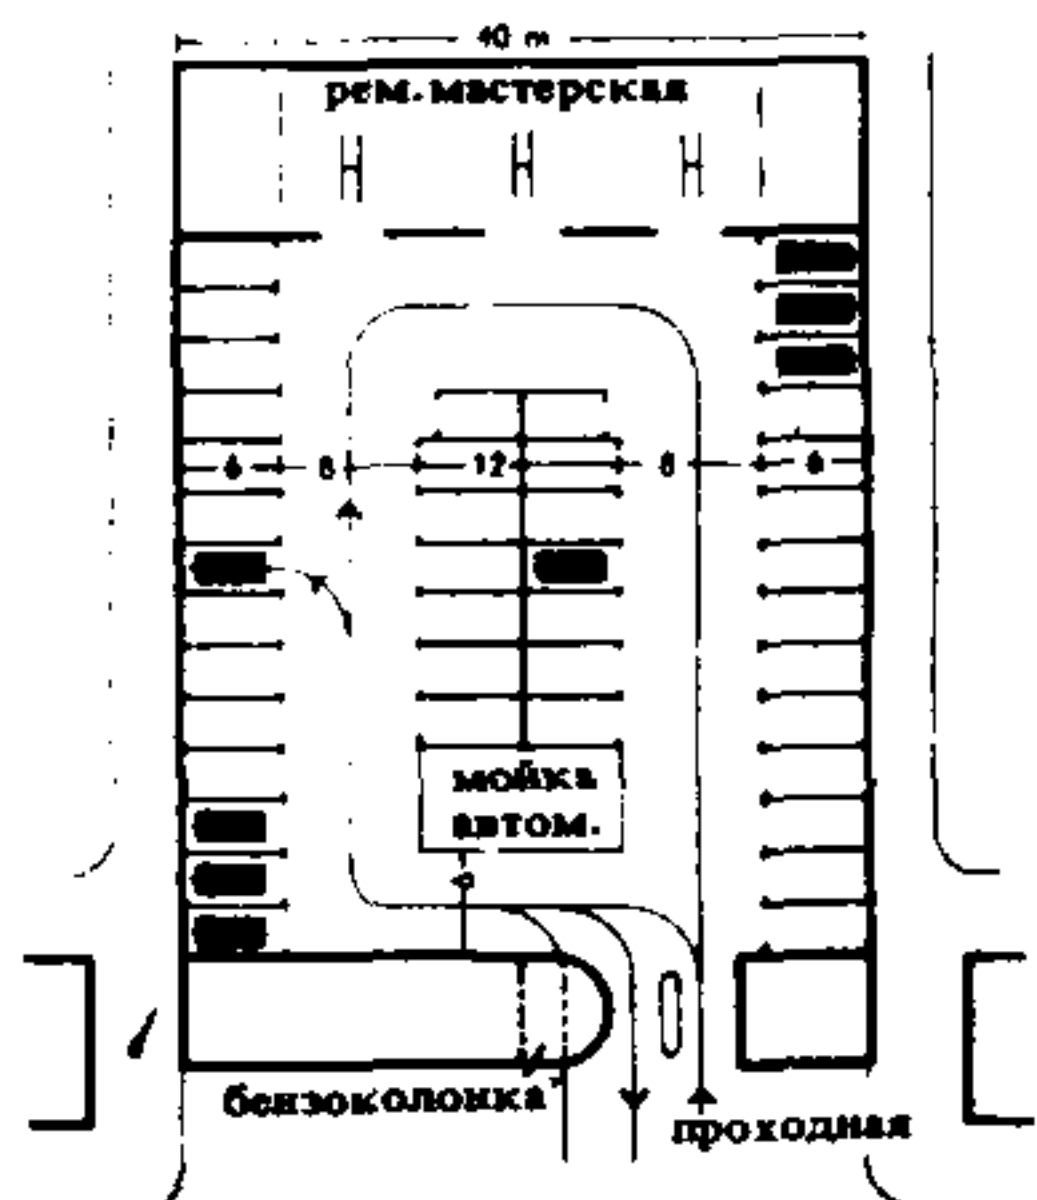 40 m
рем.мастерская
6 8 12 8 6
мойка
автом.
бензоколонка
проходная